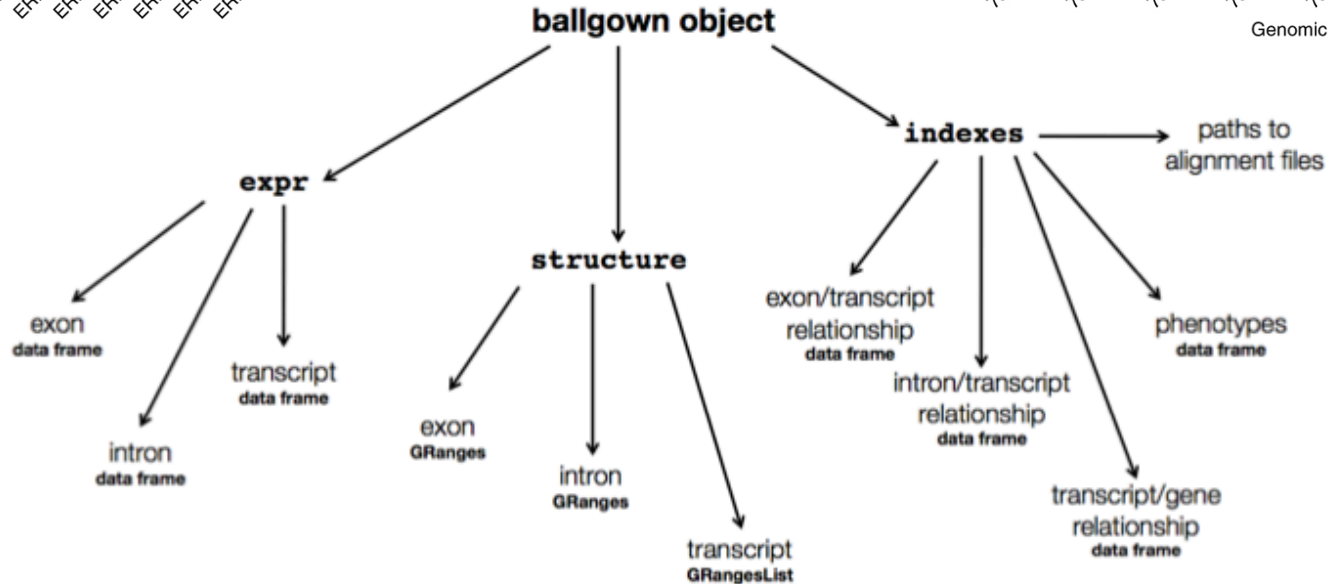 ballgown object
Genomic
indexes
paths to
alignment files
expr
structure
exon
data frame
transcript
data frame
intron
data frame
exon
GRanges
intron
GRanges
transcript
GRangesList
exon/transcript
relationship
data frame
intron/transcript
relationship
data frame
transcript/gene
relationship
data frame
phenotypes
data frame